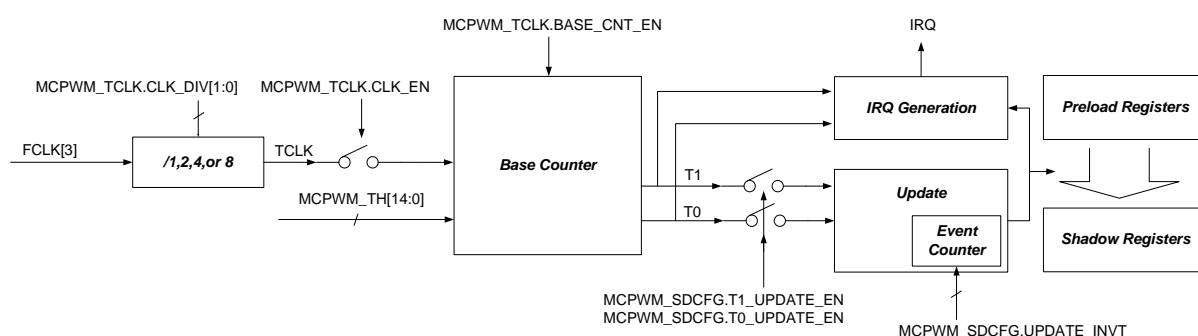 MCPWM_TCLK.BASE_CNT_EN
IRQ
MCPWM_TCLK.CLK_DIV[1:0]
MCPWM_TCLK.CLK_EN
IRQ Generation
Preload Registers
FCLK[3]
/1,2,4,or 8
TCLK
Base Counter
T1
MCPWM_TH[14:0]
Update
T0
Event
Counter
Shadow Registers
MCPWM_SDCFG.T1_UPDATE_EN
MCPWM_SDCFG.T0_UPDATE_EN
MCPWM_SDCFG.UPDATE_INVT